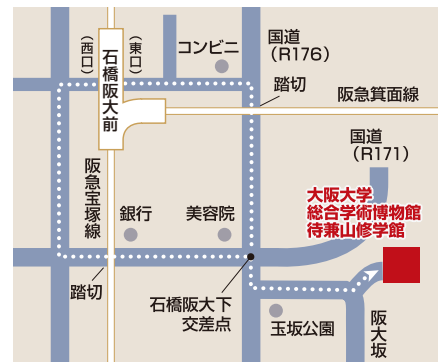 （西口）
石橋阪大前
（東口）
コンビニ
国道
（R176）
踏切
阪急箕面線
国道
（R171）
阪急宝塚線
銀行
美容院
大阪大学
総合学術博物館
待兼山修学館
踏切
石橋阪大下
交差点
玉坂公園
阪大坂